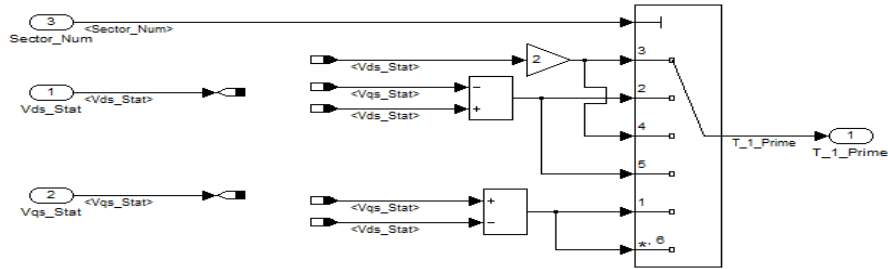 3
<Sector_Num>
Sector_Num
2
3
<Vds_Stat>
1
<Vds_Stat>
Vds_Stat
−
<Vqs_Stat>
+
<Vds_Stat>
2
4
T_1_Prime
1
T_1_Prime
5
2
<Vqs_Stat>
Vqs_Stat
+
<Vqs_Stat>
−
<Vds_Stat>
1
*, 6